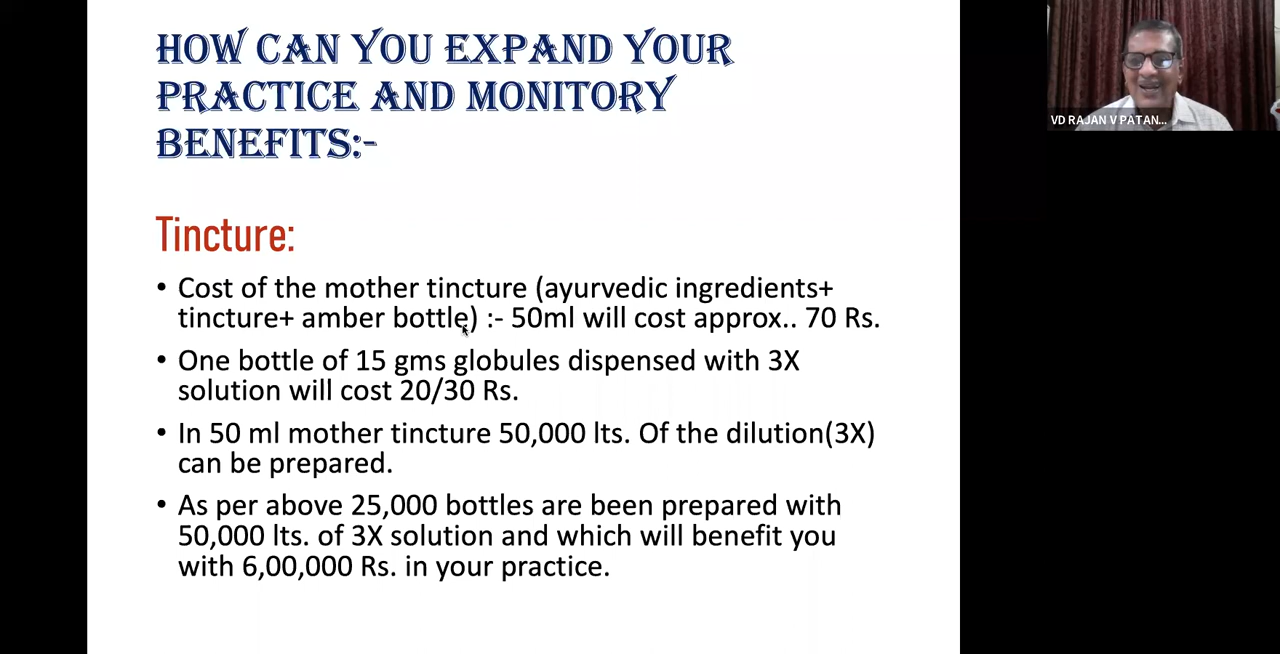 HOW CAN YOU EXPAND YOUR
PRACTICE AND MONITORY
BENEFITS:-
Tincture:
• Cost of the mother tincture (ayurvedic ingredients+
tincture+ amber bottle) :- 50ml will cost approx.. 70 Rs.
• One bottle of 15 gms globules dispensed with 3X
solution will cost 20/30 Rs.
• In 50 ml mother tincture 50,000 lts. Of the dilution(3X)
can be prepared.
• As per above 25,000 bottles are been prepared with
50,000 lts. of 3X solution and which will benefit you
with 6,00,000 Rs. in your practice.
VD RAJAN V PATAN...